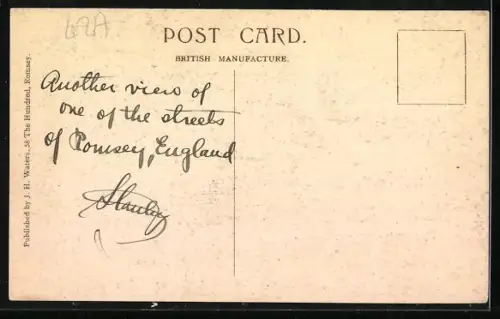 69A
POST CARD.
BRITISH MANUFACTURE.
Another view of
one of the streets
of Romsey, England
Stanley
Published by J. H. Waters, 58 The Hundred, Romsey.